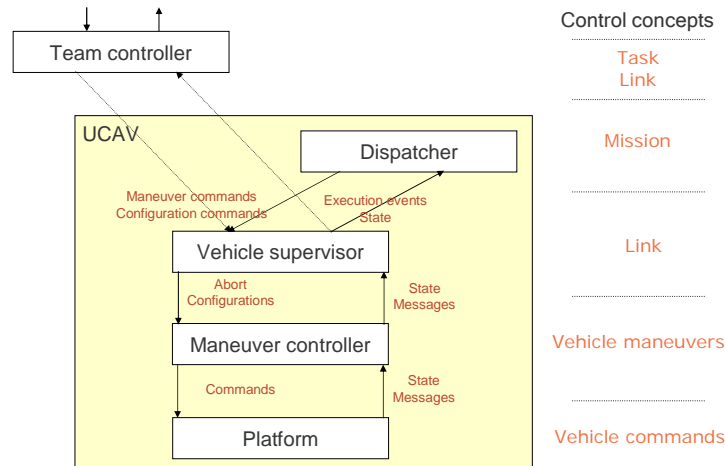 Control concepts
Team controller
Task
Link
UCAV
Dispatcher
Mission
Maneuver commands
Configuration commands
Execution events
State
Vehicle supervisor
Link
Abort
Configurations
State
Messages
Maneuver controller
Vehicle maneuvers
Commands
State
Messages
Platform
Vehicle commands